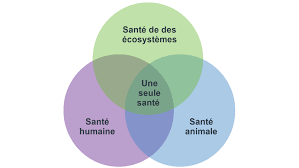 Santé de des
écosystèmes
Une
seule
santé
Santé
humaine
Santé
animale